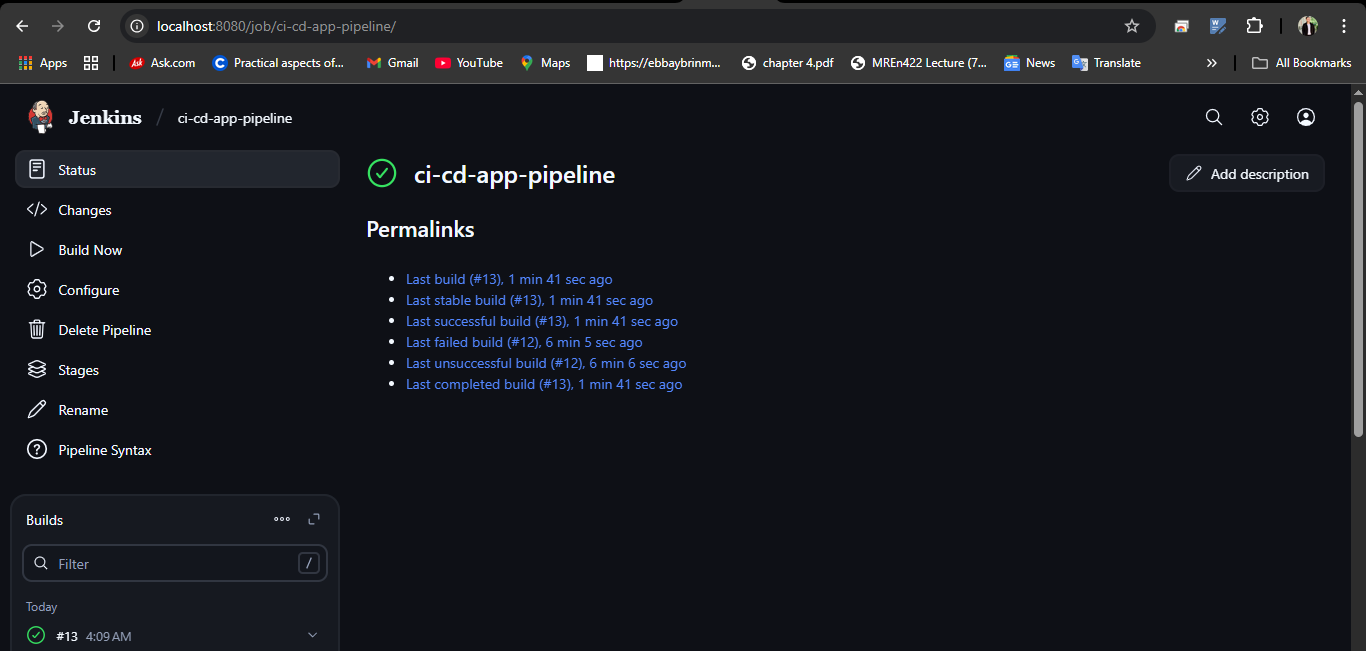 localhost:8080/job/ci-cd-app-pipeline/
Apps Ask.com Practical aspects of... Gmail YouTube Maps https://ebbaybrinm... chapter 4.pdf MREn422 Lecture (7... News Translate » All Bookmarks
Jenkins / ci-cd-app-pipeline
Status
Changes
Build Now
Configure
Delete Pipeline
Stages
Rename
Pipeline Syntax
ci-cd-app-pipeline
Add description
Permalinks
Last build (#13), 1 min 41 sec ago
Last stable build (#13), 1 min 41 sec ago
Last successful build (#13), 1 min 41 sec ago
Last failed build (#12), 6 min 5 sec ago
Last unsuccessful build (#12), 6 min 6 sec ago
Last completed build (#13), 1 min 41 sec ago
Builds
Filter /
Today
#13 4:09 AM